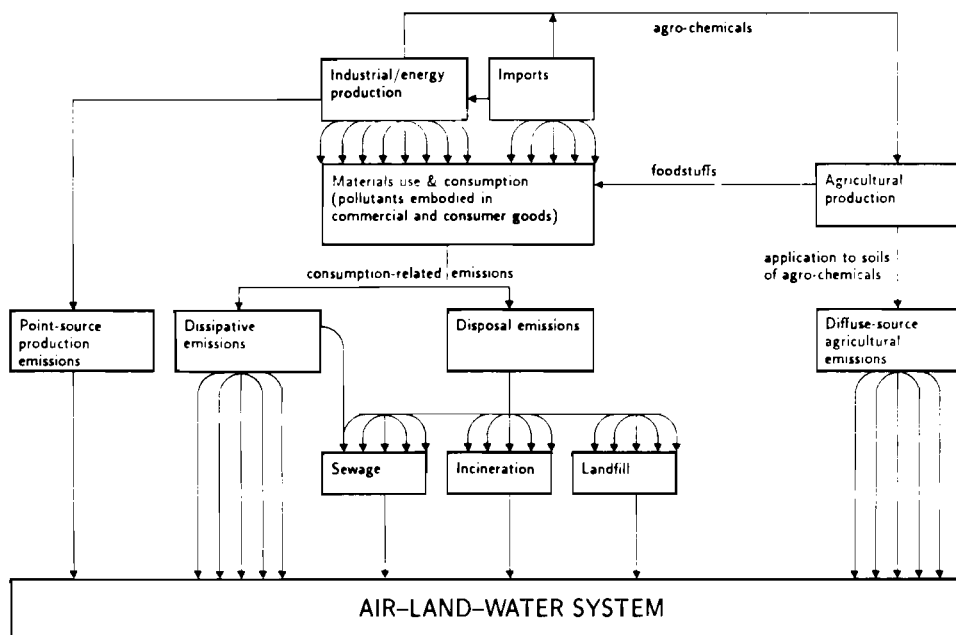 agro-chemicals
Industrial/energy
production
Imports
Materials use & consumption
(pollutants embodied in
commercial and consumer goods)
foodstuffs
Agricultural
production
application to soils
of agro-chemicals
consumption-related emissions
Point-source
production
emissions
Dissipative
emissions
Disposal emissions
Diffuse-source
agricultural
emissions
Sewage
Incineration
Landfill
AIR–LAND–WATER SYSTEM